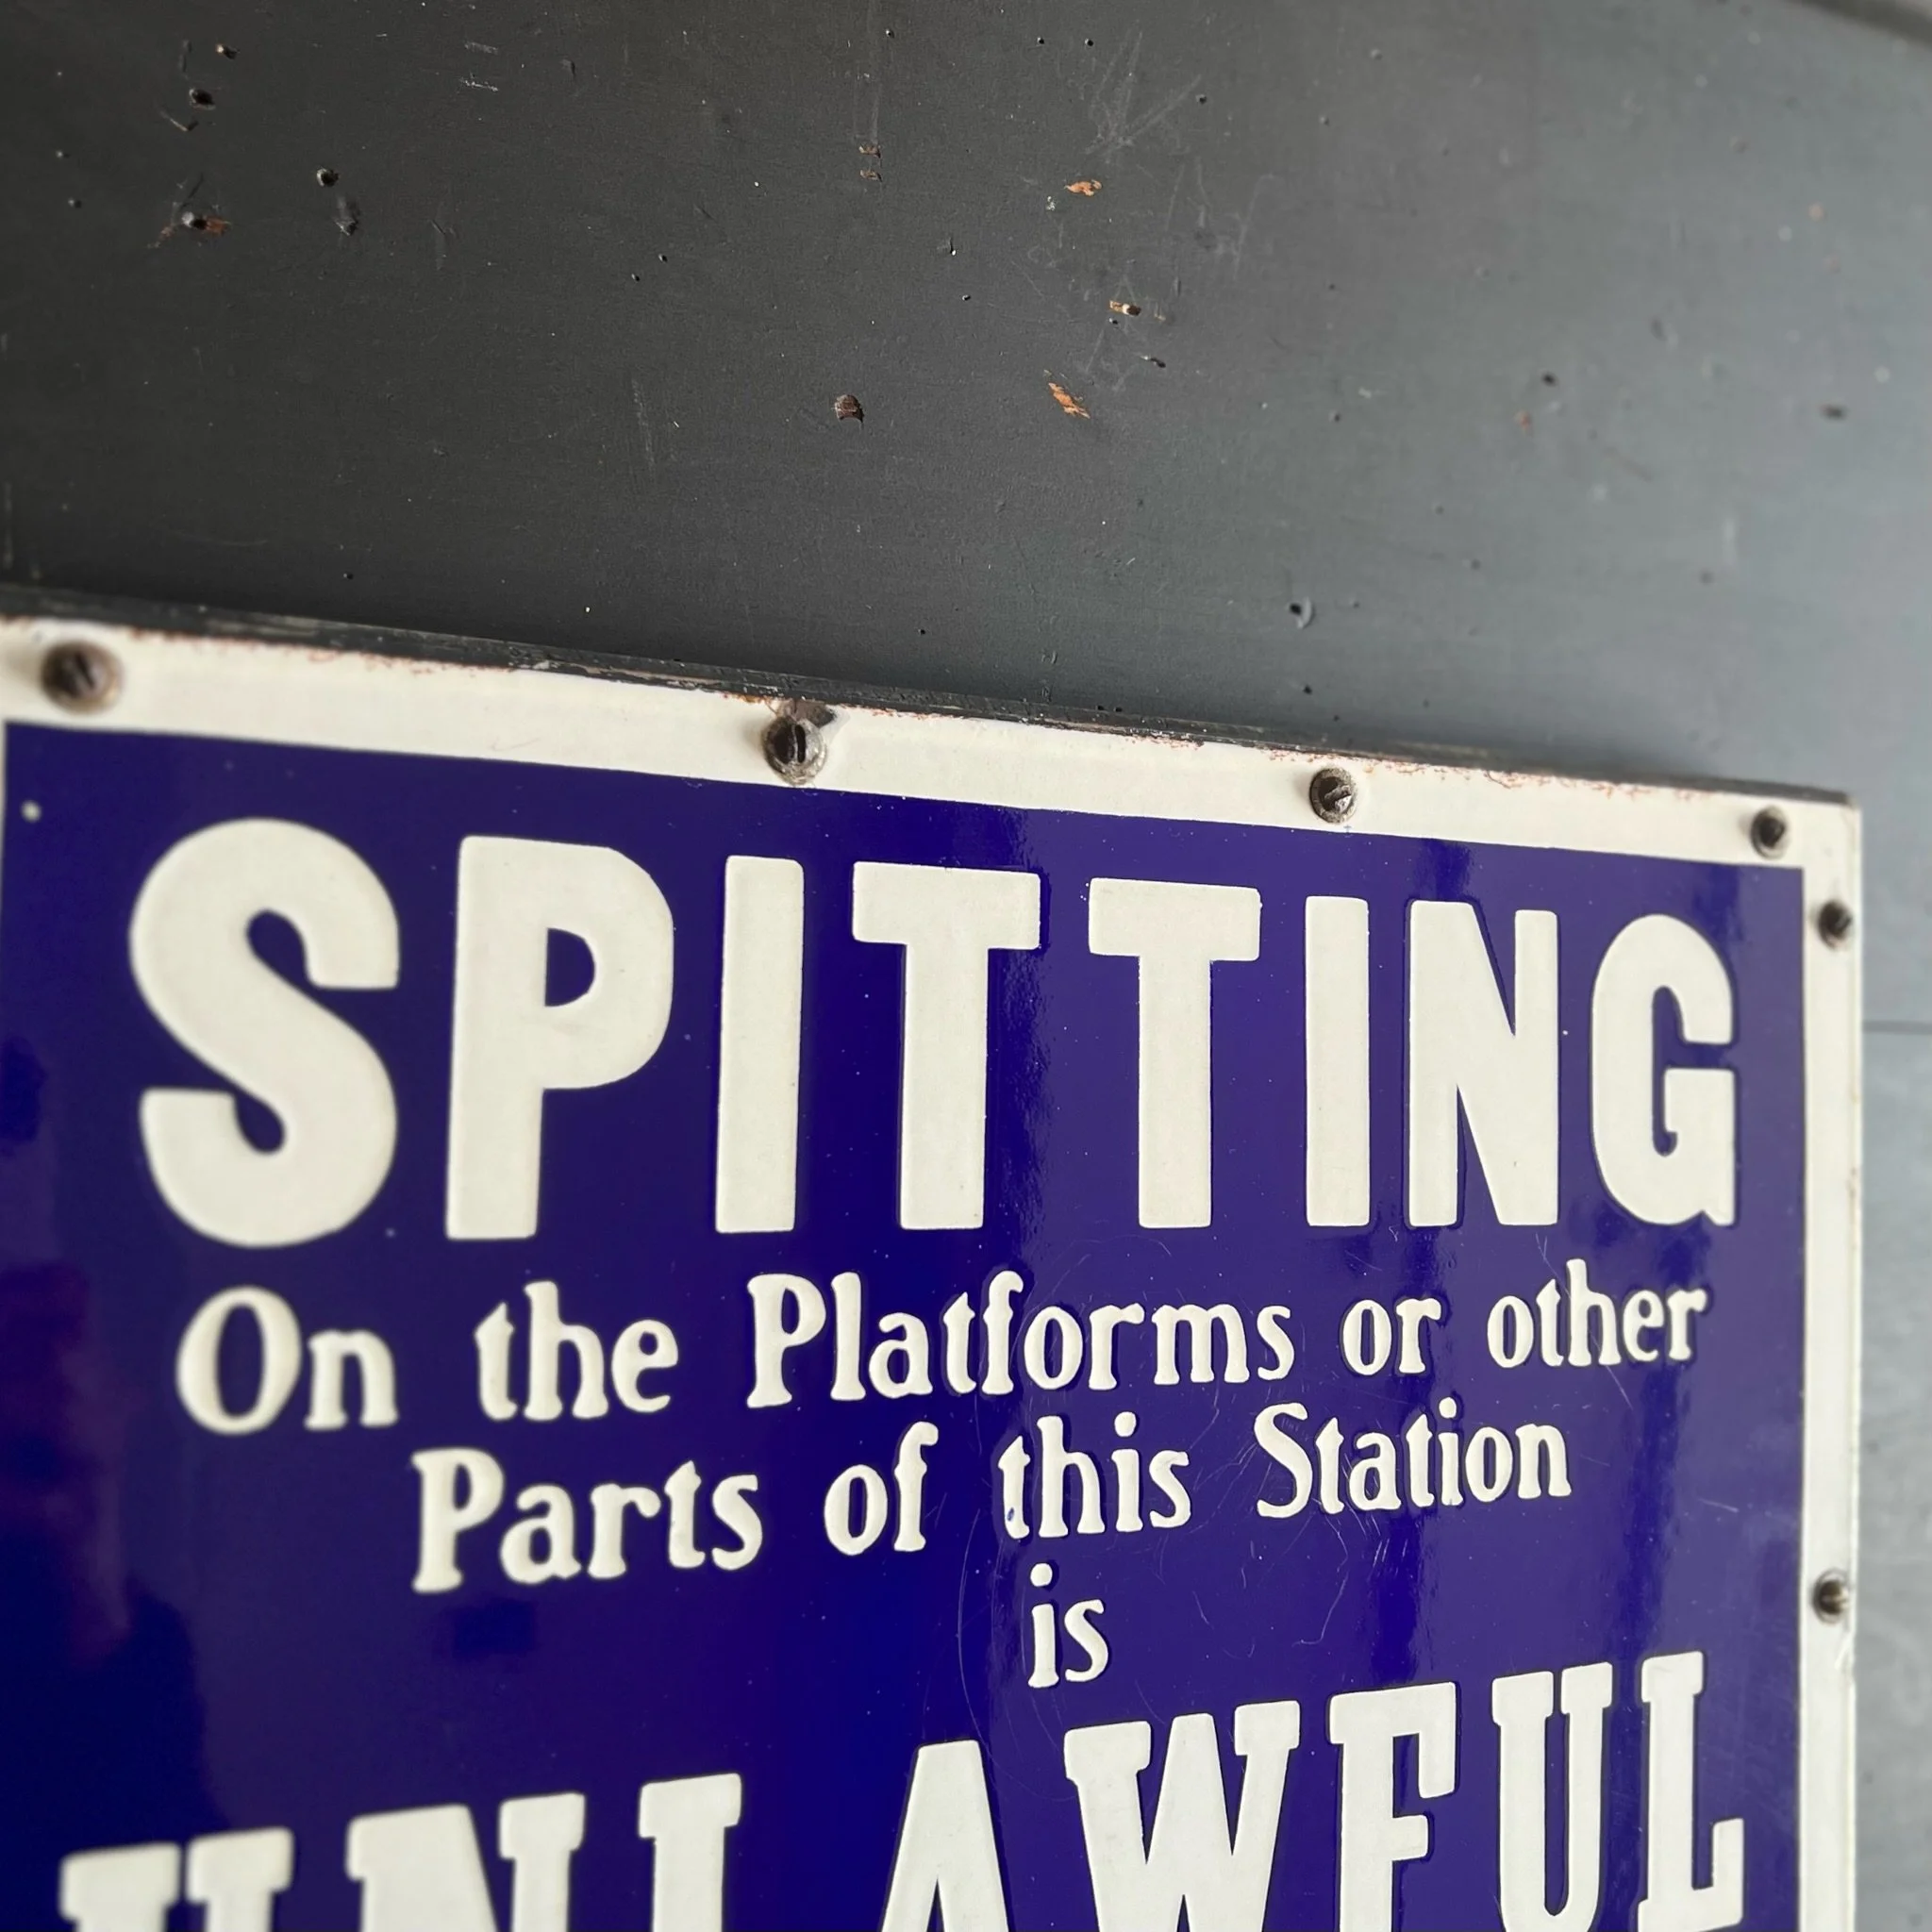 SPITTING
On the Platforms or other
Parts of this Station
is
UNLAWFUL